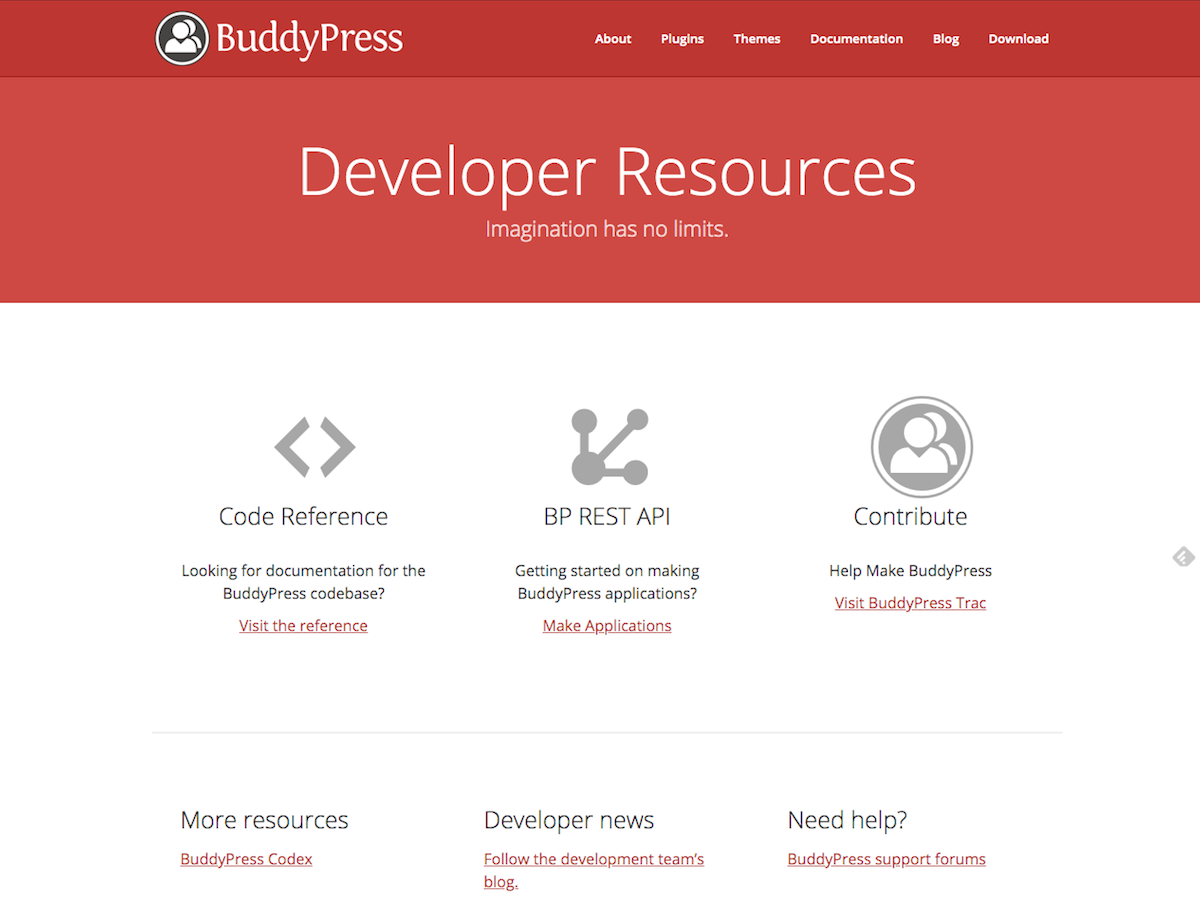 BuddyPress
About Plugins Themes Documentation Blog Download
Developer Resources
Imagination has no limits.
Code Reference
Looking for documentation for the
BuddyPress codebase?
Visit the reference
BP REST API
Getting started on making
BuddyPress applications?
Make Applications
Contribute
Help Make BuddyPress
Visit BuddyPress Trac
More resources
BuddyPress Codex
Developer news
Follow the development team’s
blog.
Need help?
BuddyPress support forums